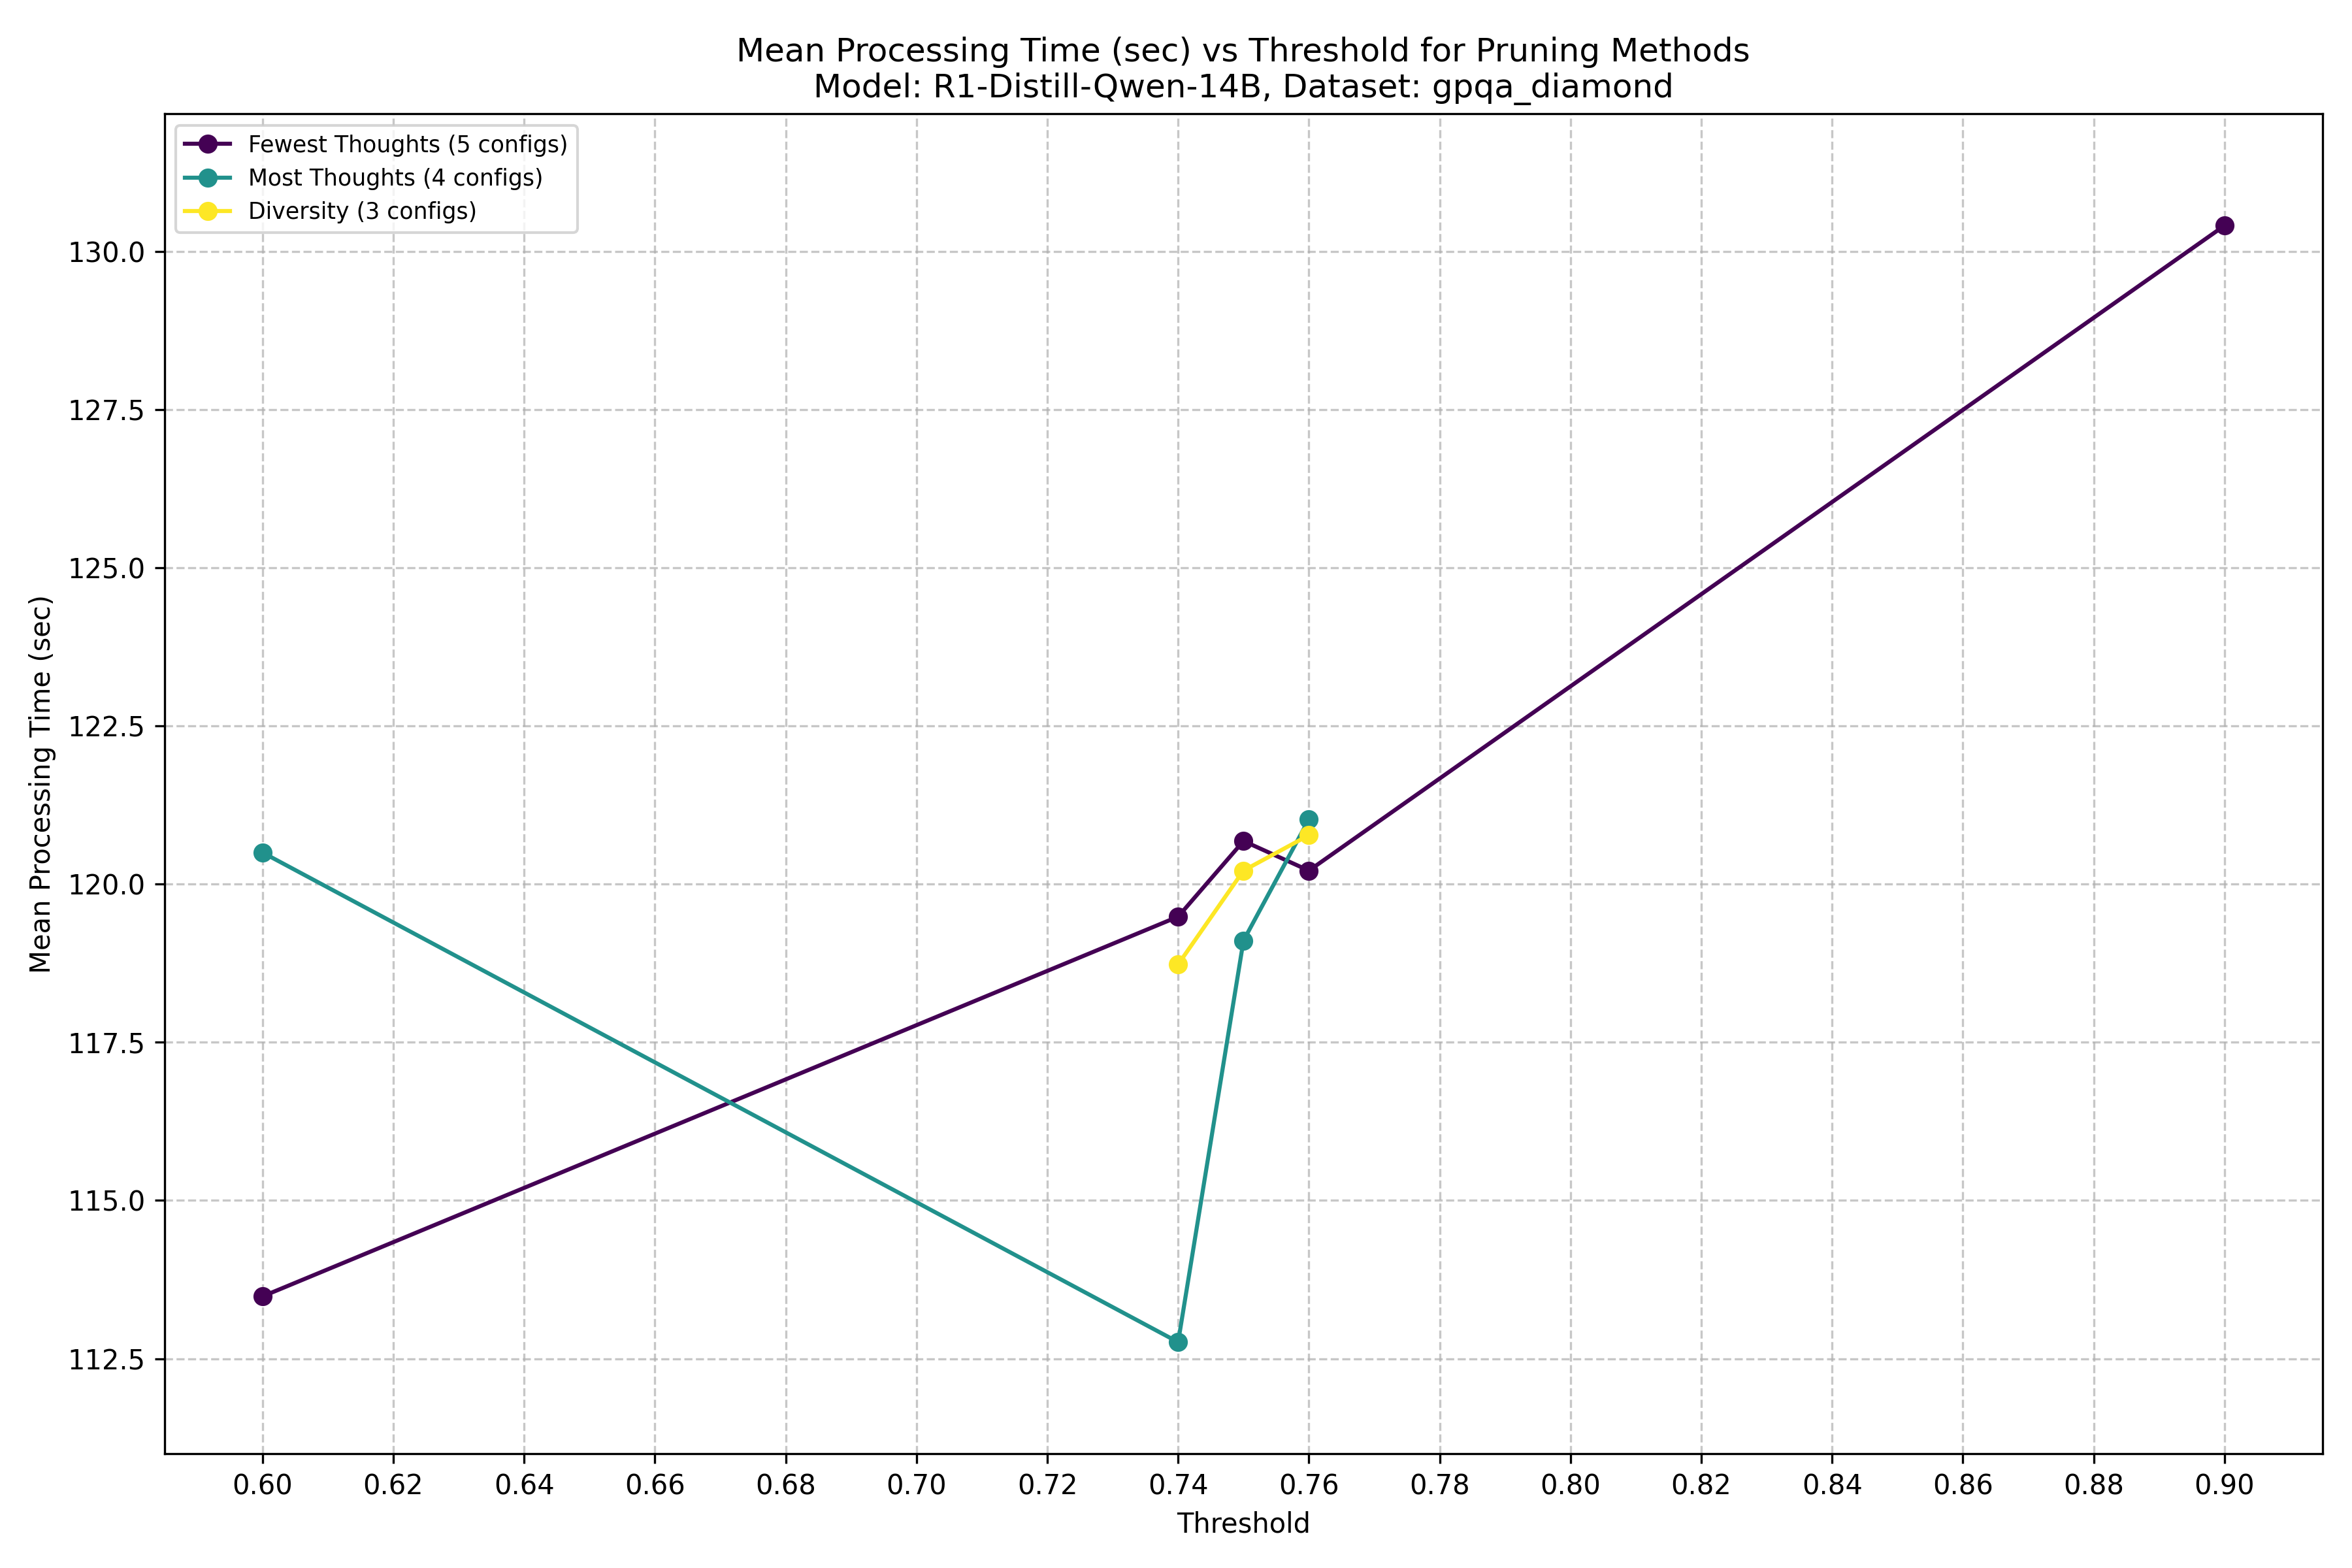 Mean Processing Time (sec) vs Threshold for Pruning Methods
Model: R1-Distill-Qwen-14B, Dataset: gpqa_diamond
Fewest Thoughts (5 configs)
Most Thoughts (4 configs)
Diversity (3 configs)
Mean Processing Time (sec)
130.0
127.5
125.0
122.5
120.0
117.5
115.0
112.5
0.60 0.62 0.64 0.66 0.68 0.70 0.72 0.74 0.76 0.78 0.80 0.82 0.84 0.86 0.88 0.90
Threshold